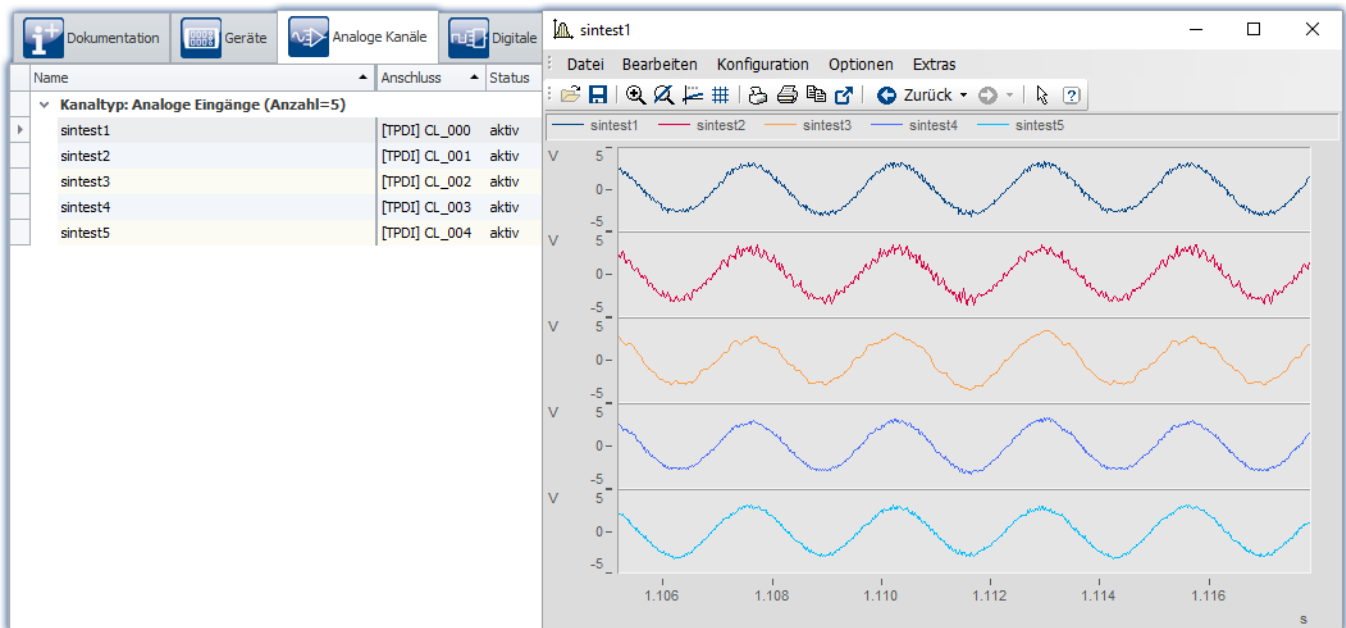 Dokumentation Geräte Analoge Kanäle Digitale
Name Anschluss Status
Kanaltyp: Analoge Eingänge (Anzahl=5)
sintest1 [TPDI] CL_000 aktiv
sintest2 [TPDI] CL_001 aktiv
sintest3 [TPDI] CL_002 aktiv
sintest4 [TPDI] CL_003 aktiv
sintest5 [TPDI] CL_004 aktiv
sintest1
Datei Bearbeiten Konfiguration Optionen Extras
Zurück
sintest1 sintest2 sintest3 sintest4 sintest5
V 5
0
-5
V 5
0
-5
V 5
0
-5
V 5
0
-5
V 5
0
-5
1.106 1.108 1.110 1.112 1.114 1.116
s